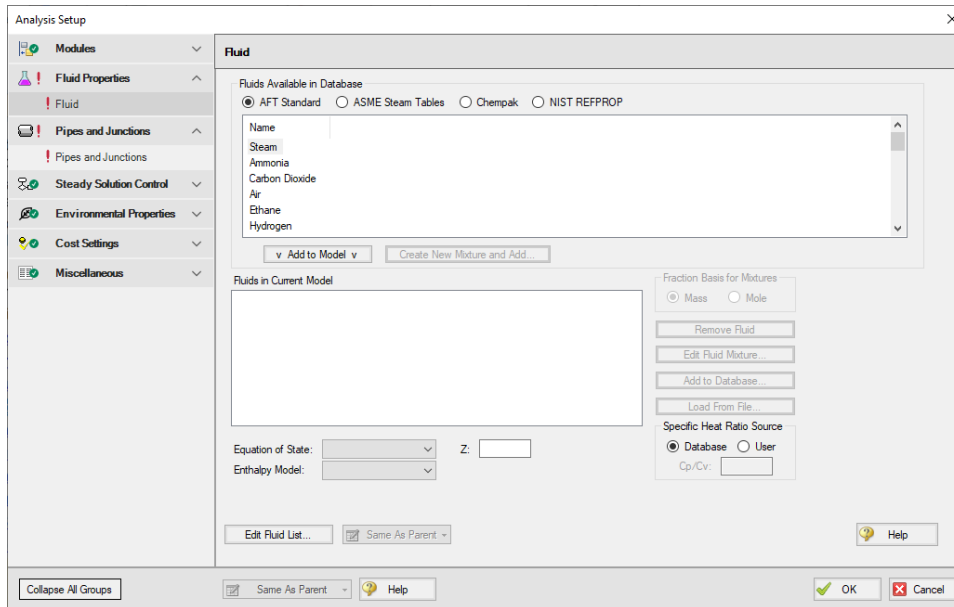 Analysis Setup
Modules
Fluid Properties
! Fluid
Pipes and Junctions
! Pipes and Junctions
Steady Solution Control
Environmental Properties
Cost Settings
Miscellaneous
Collapse All Groups
Fluid
Fluids Available in Database
AFT Standard ASME Steam Tables Chempak NIST REFPROP
Name
Steam
Ammonia
Carbon Dioxide
Air
Ethane
Hydrogen
v Add to Model v Create New Mixture and Add...
Fluids in Current Model
Fraction Basis for Mixtures
Mass Mole
Remove Fluid
Edit Fluid Mixture...
Add to Database...
Load From File...
Specific Heat Ratio Source
Database User
Cp/Cv:
Equation of State: Z:
Enthalpy Model:
Edit Fluid List... Same As Parent Help
Same As Parent Help OK Cancel